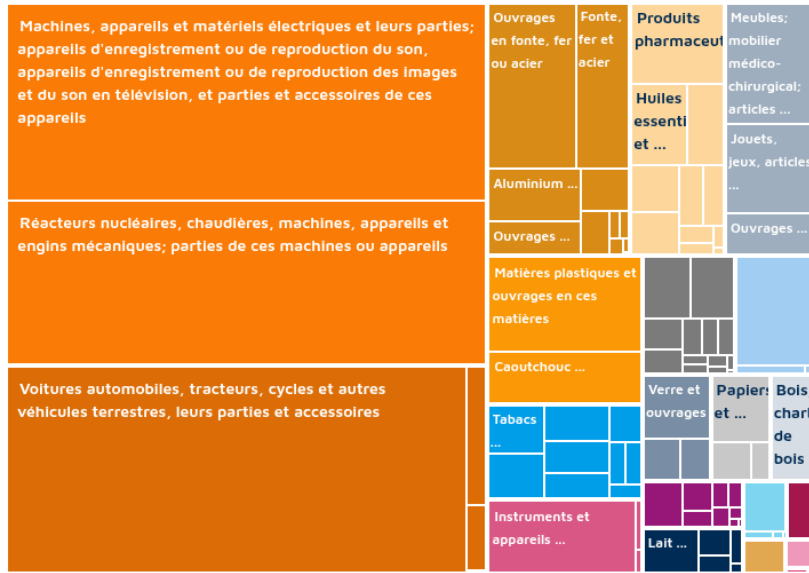 Machines, appareils et matériels électriques et leurs parties;
appareils d'enregistrement ou de reproduction du son,
appareils d'enregistrement ou de reproduction des images
et du son en télévision, et parties et accessoires de ces
appareils
Réacteurs nucléaires, chaudières, machines, appareils et
engins mécaniques; parties de ces machines ou appareils
Voitures automobiles, tracteurs, cycles et autres
véhicules terrestres, leurs parties et accessoires
Ouvrages
en fonte, fer
ou acier
Fonte,
fer et
acier
Aluminium ...
Ouvrages ...
Produits
pharmaceut
Huiles
essenti
et ...
Meubles;
mobilier
médico-
chirurgical;
articles ...
Jouets,
jeux, articles
...
Ouvrages ...
Matières plastiques et
ouvrages en ces
matières
Caoutchouc ...
Tabacs
...
Instruments et
appareils ...
Verre et
ouvrages
Papiers
et ...
Bois
charl
de
bois
Lait ...